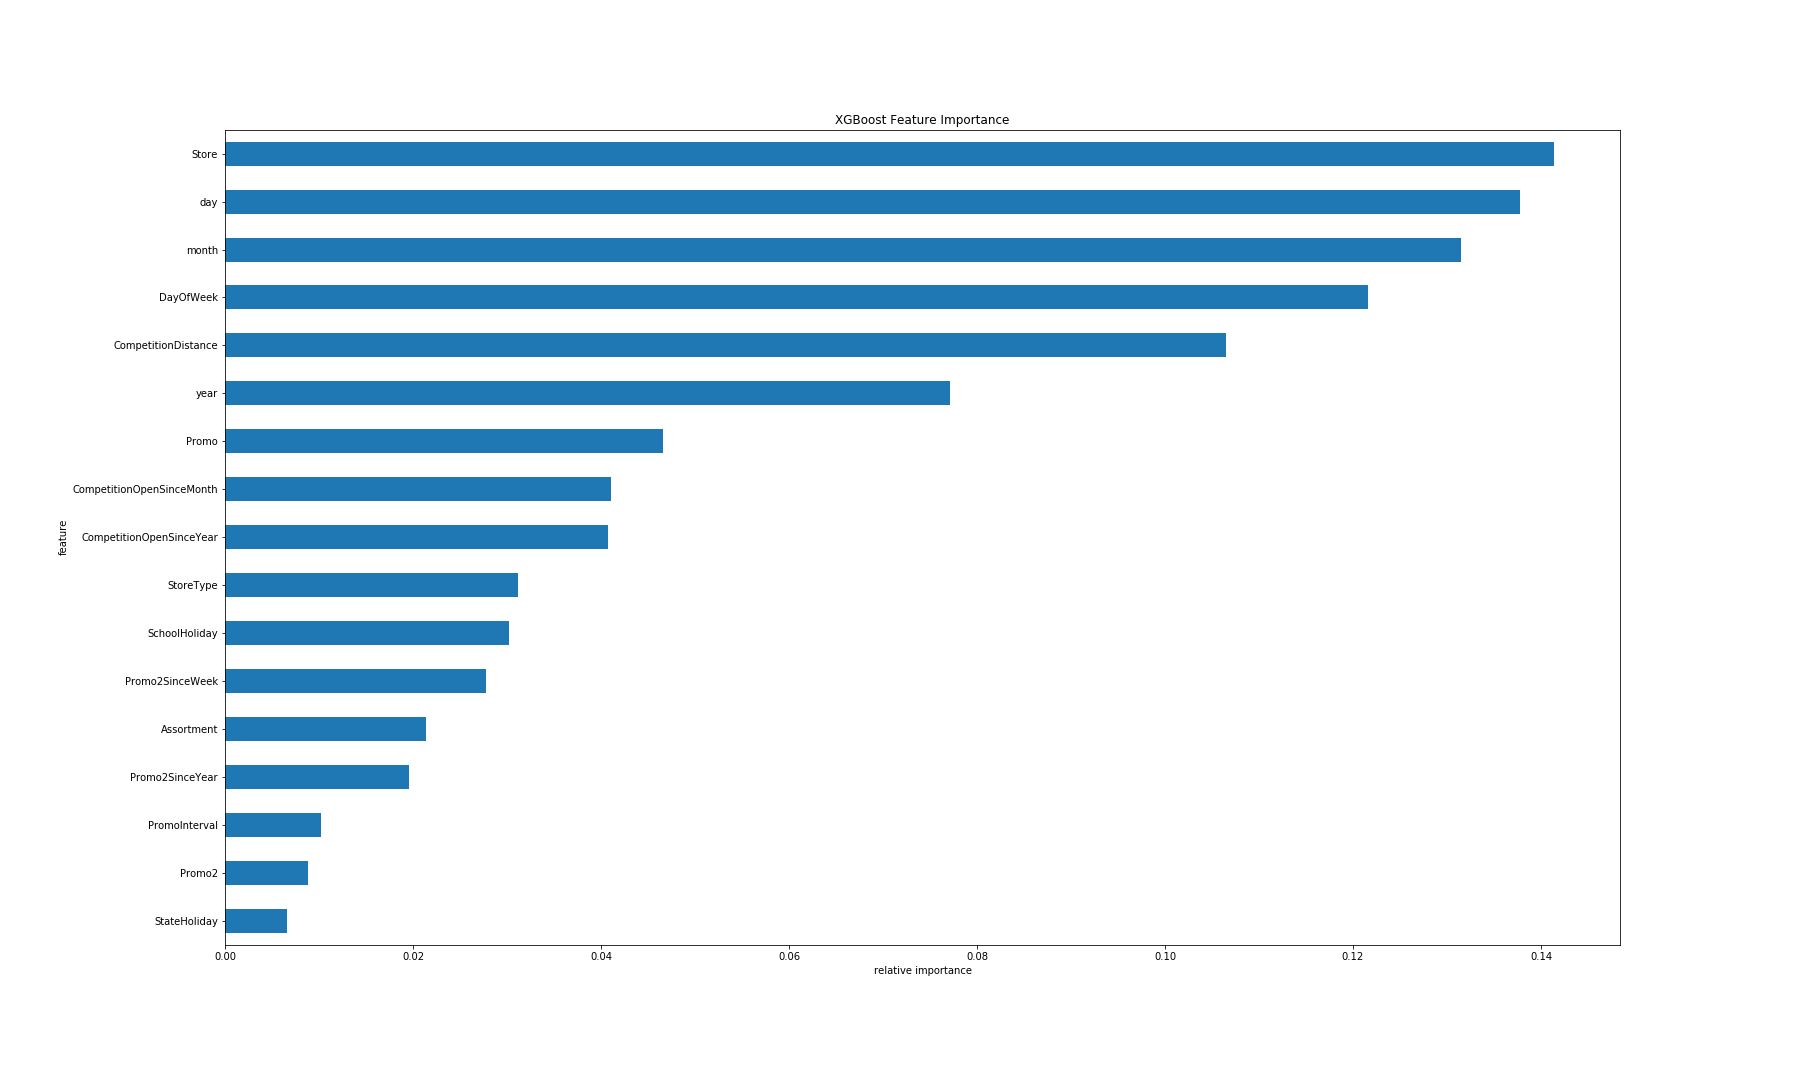 XGBoost Feature Importance
Store
day
month
DayOfWeek
CompetitionDistance
year
Promo
CompetitionOpenSinceMonth
CompetitionOpenSinceYear
StoreType
SchoolHoliday
Promo2SinceWeek
Assortment
Promo2SinceYear
PromoInterval
Promo2
StateHoliday
feature
0.00 0.02 0.04 0.06 0.08 0.10 0.12 0.14
relative importance